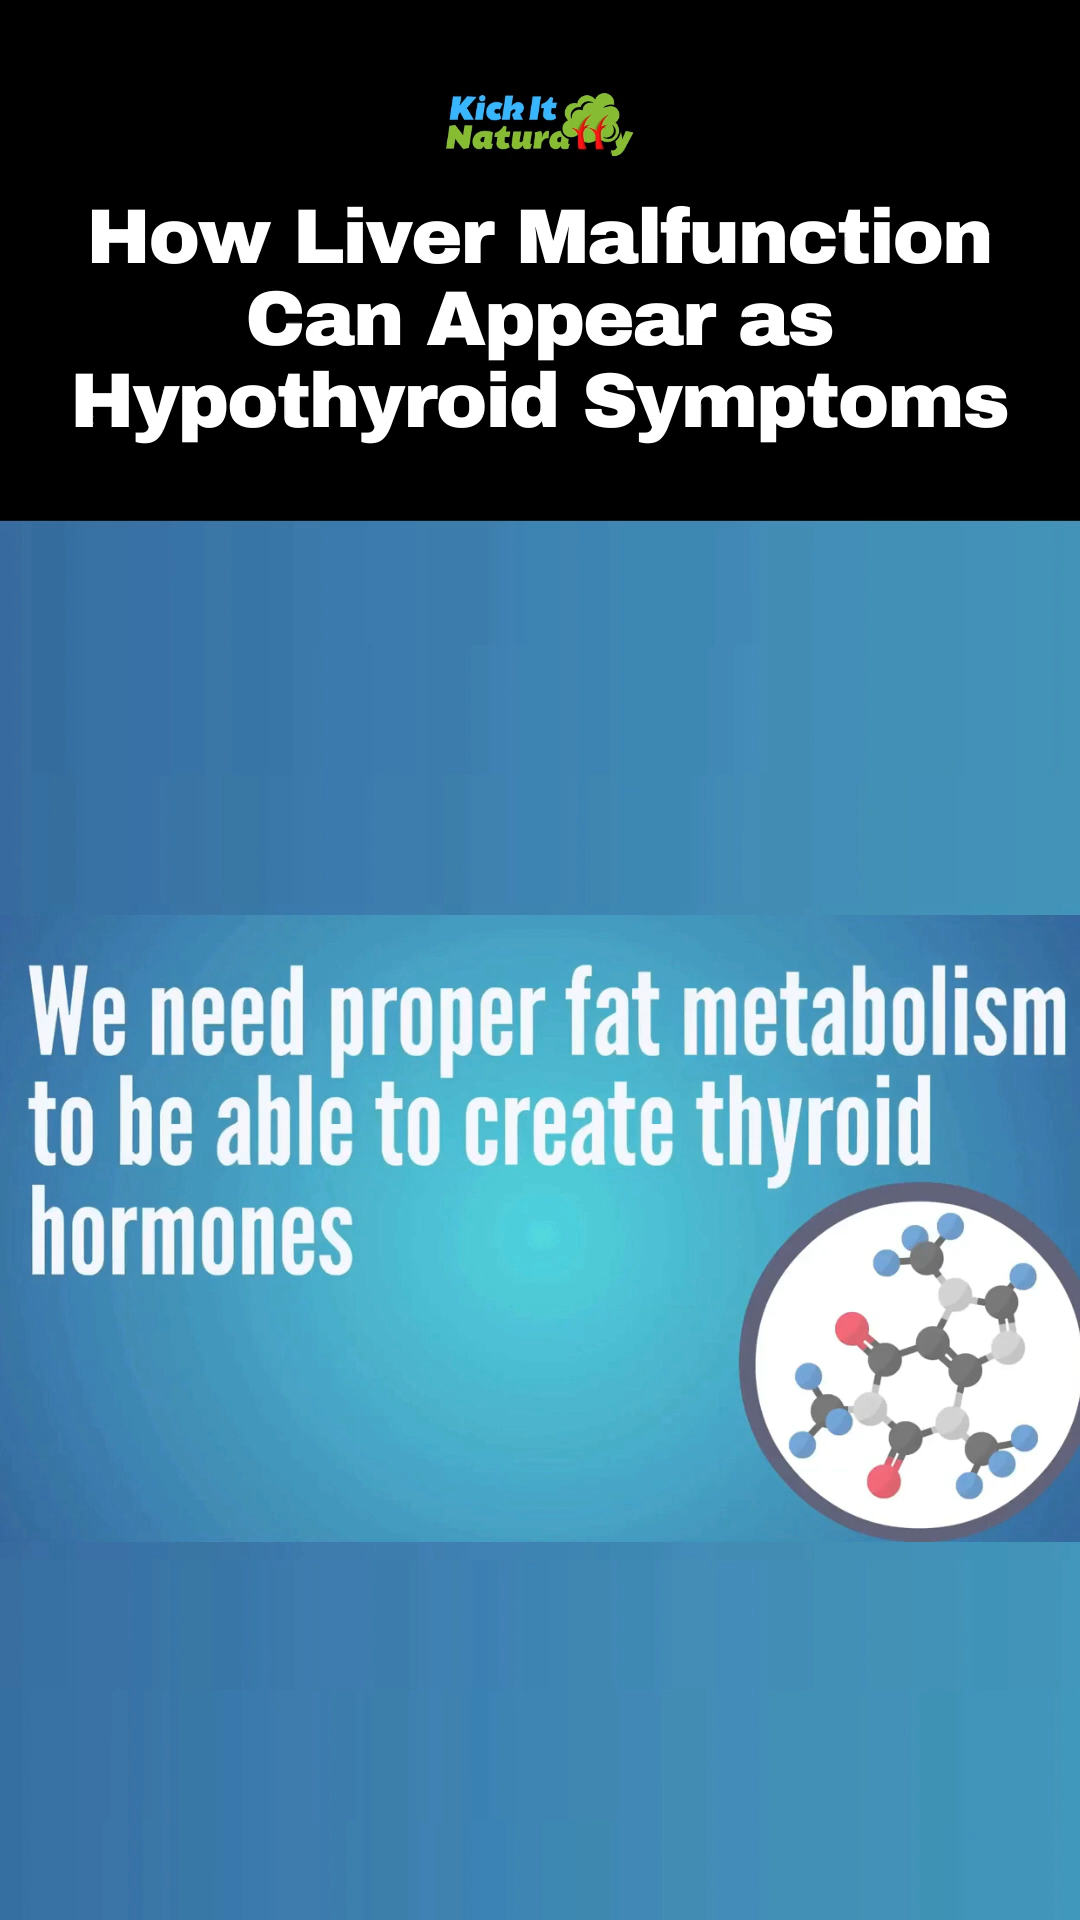 Kick It
Naturally
How Liver Malfunction
Can Appear as
Hypothyroid Symptoms
We need proper fat metabolism
to be able to create thyroid
hormones